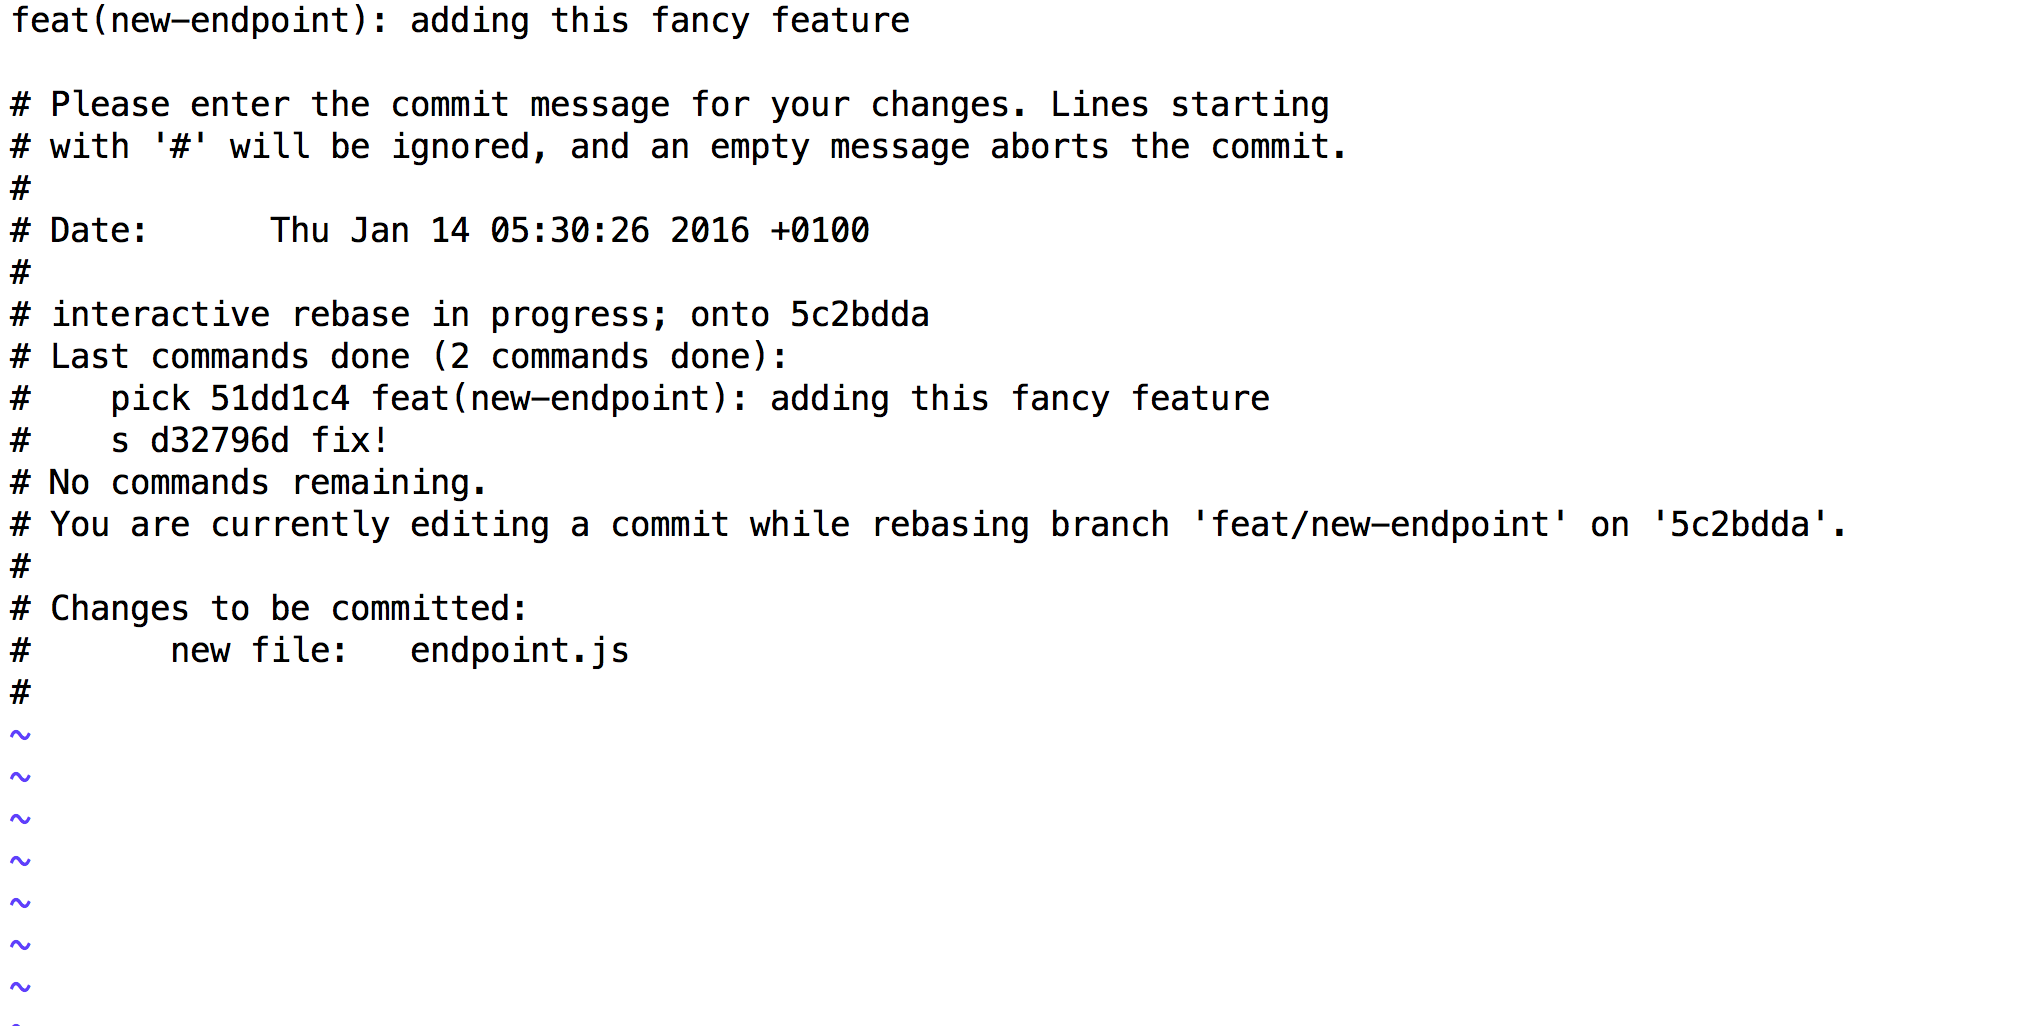 feat(new-endpoint): adding this fancy feature

# Please enter the commit message for your changes. Lines starting
# with '#' will be ignored, and an empty message aborts the commit.
#
# Date:      Thu Jan 14 05:30:26 2016 +0100
#
# interactive rebase in progress; onto 5c2bdda
# Last commands done (2 commands done):
#    pick 51dd1c4 feat(new-endpoint): adding this fancy feature
#    s d32796d fix!
# No commands remaining.
# You are currently editing a commit while rebasing branch 'feat/new-endpoint' on '5c2bdda'.
#
# Changes to be committed:
#       new file:   endpoint.js
#
~
~
~
~
~
~
~